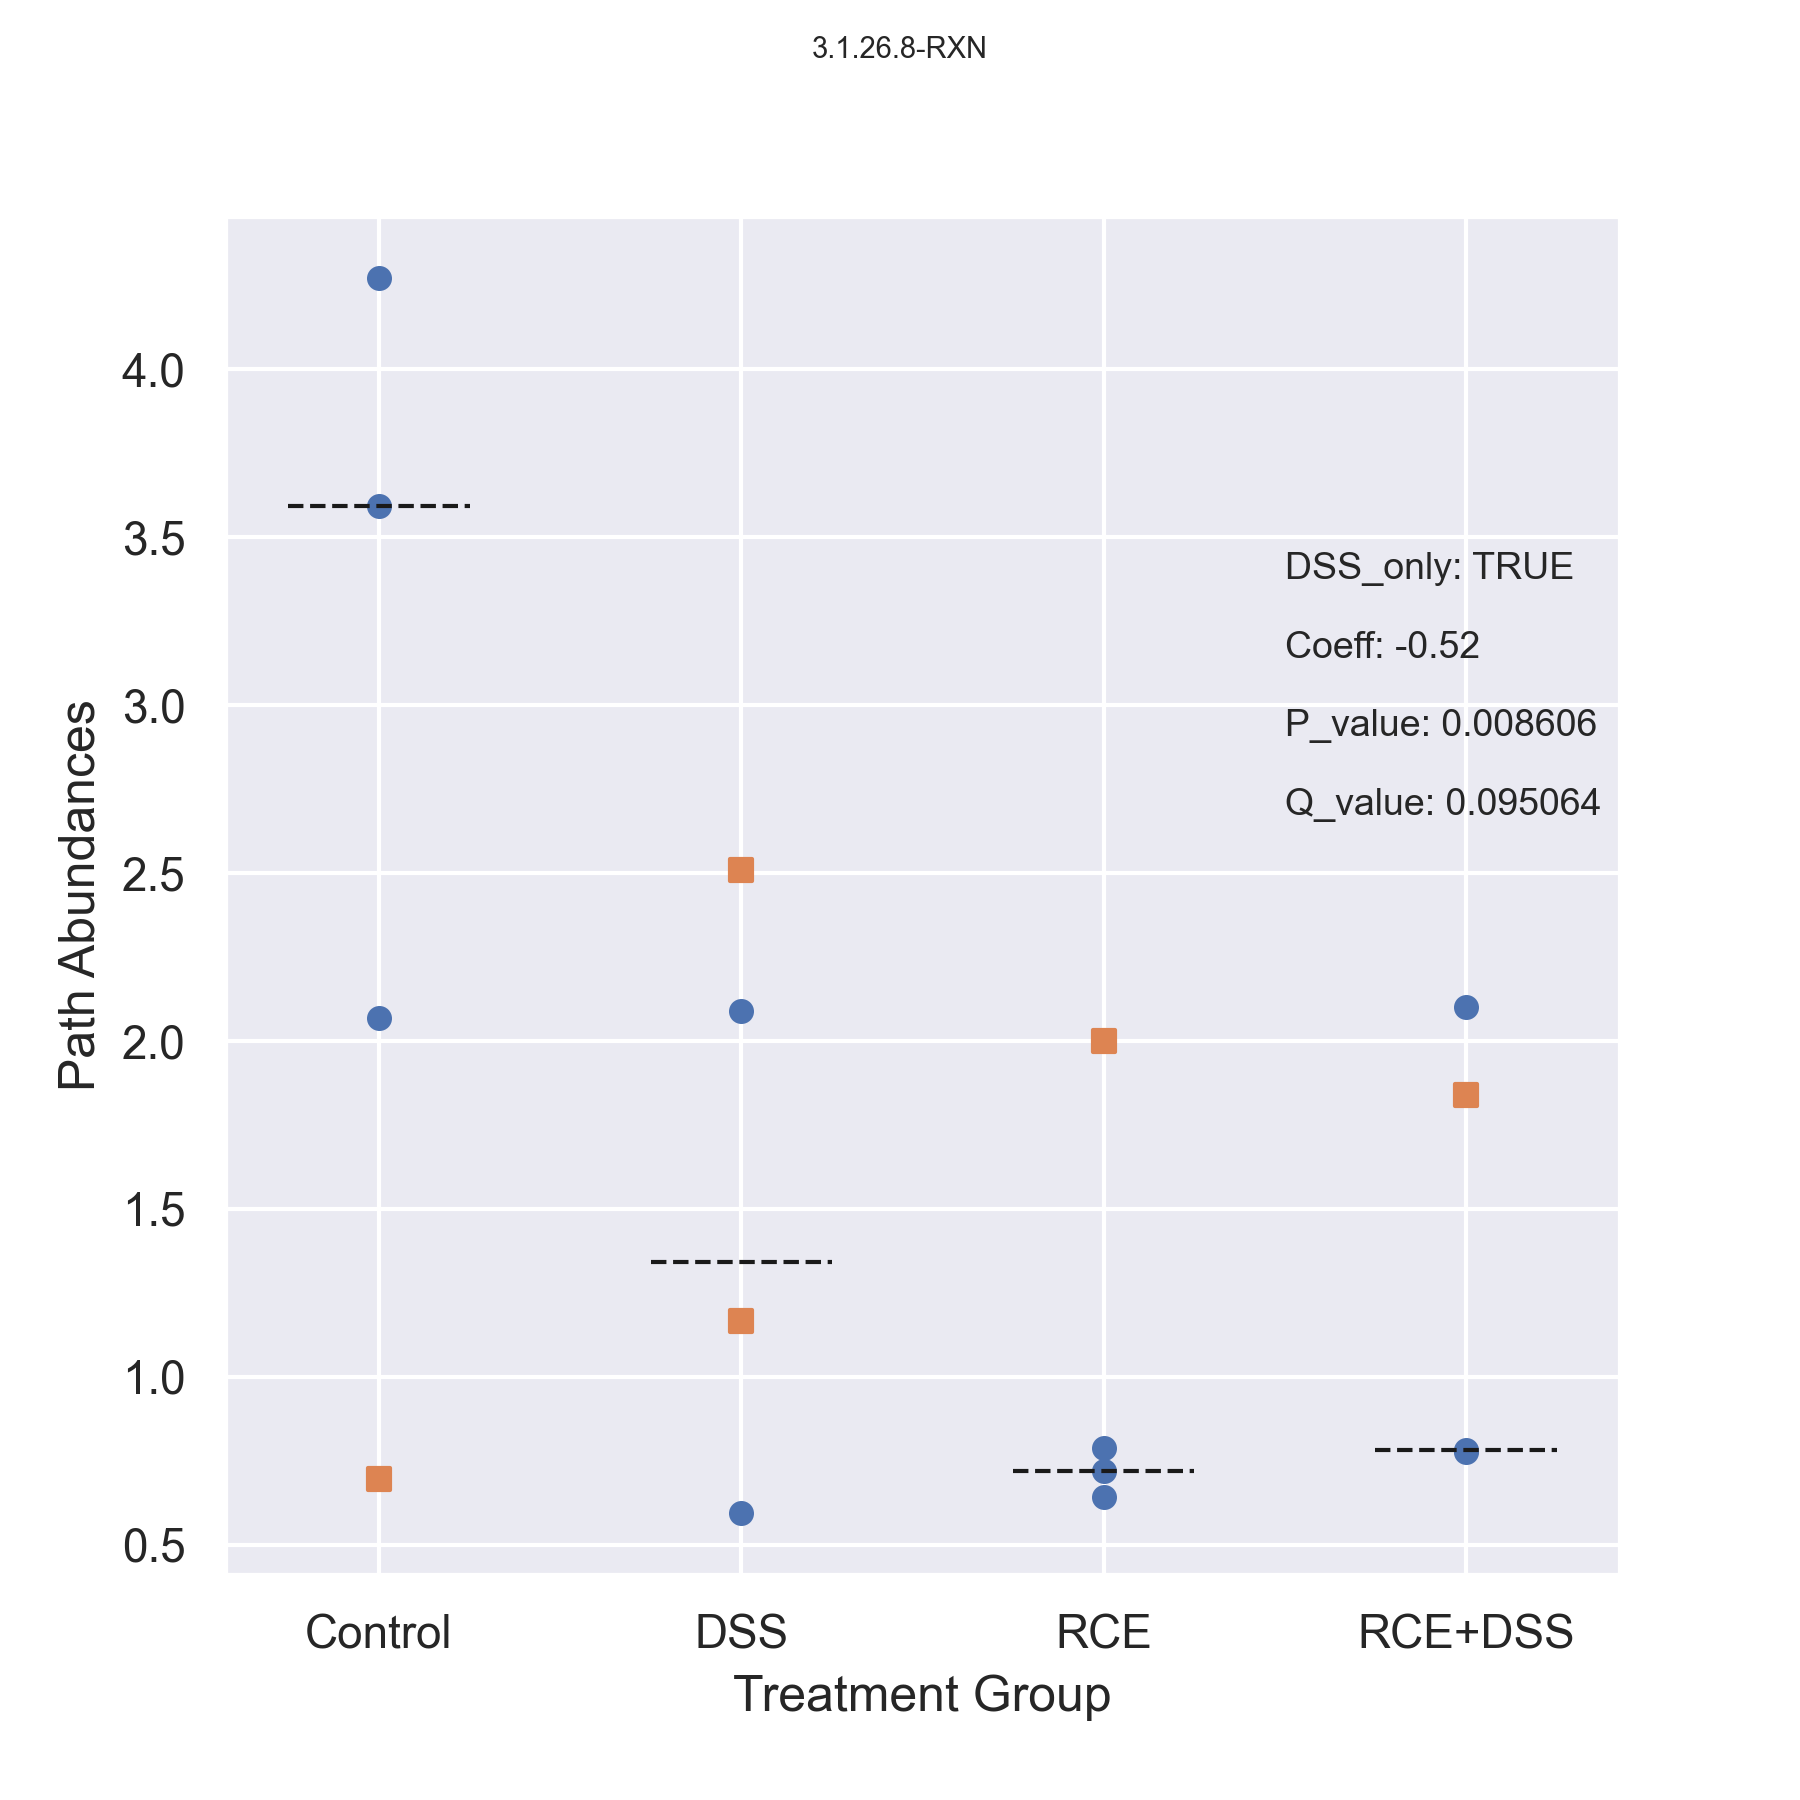 3.1.26.8-RXN
4.0
3.5
3.0
2.5
2.0
1.5
1.0
0.5
Path Abundances
DSS_only: TRUE
Coeff: -0.52
P_value: 0.008606
Q_value: 0.095064
Control
DSS
RCE
RCE+DSS
Treatment Group